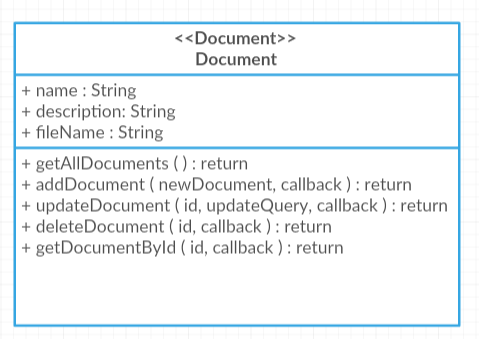 <<Document>>
Document
+ name : String
+ description: String
+ fileName : String
+ getAllDocuments ( ) : return
+ addDocument ( newDocument, callback ) : return
+ updateDocument ( id, updateQuery, callback ) : return
+ deleteDocument ( id, callback ) : return
+ getDocumentById ( id, callback ) : return